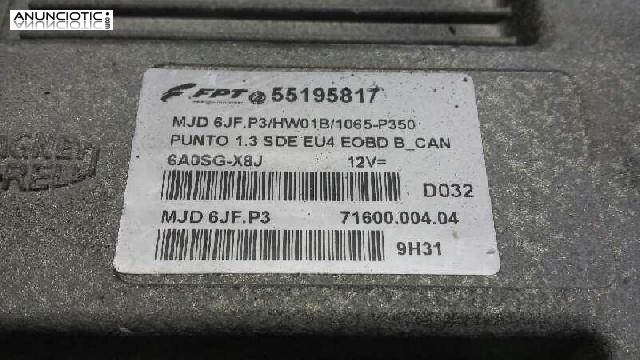 ANUNCIOTIC.com
FPT 55195817
MJD 6JF.P3/HW01B/1065-P350
PUNTO 1.3 SDE EU4 EOBD B_CAN
6A0SG-X8J 12V=
D032
MJD 6JF.P3 71600.004.04
9H31